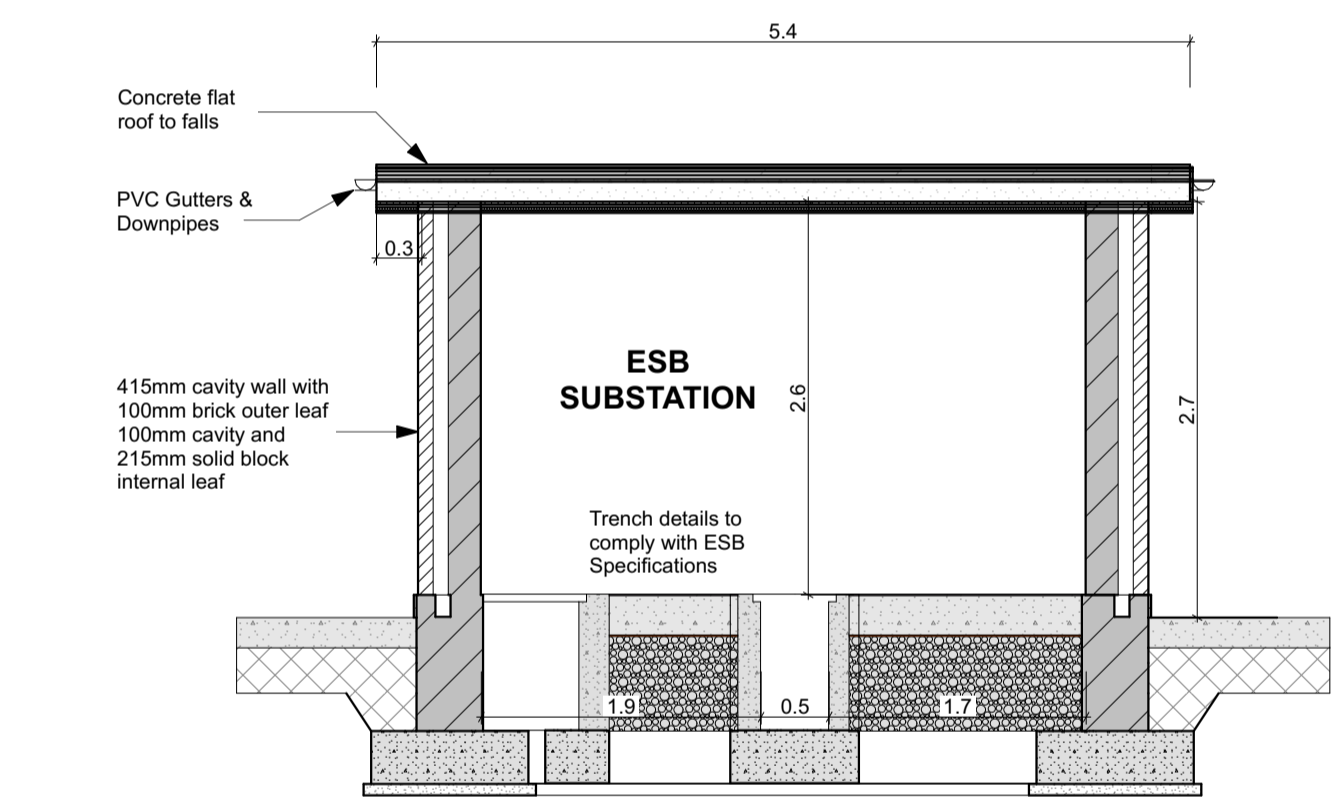 5.4
Concrete flat
roof to falls
PVC Gutters &
Downpipes
0.3
415mm cavity wall with
100mm brick outer leaf
100mm cavity and
215mm solid block
internal leaf
ESB
SUBSTATION
2.6
2.7
Trench details to
comply with ESB
Specifications
1.9
0.5
1.7